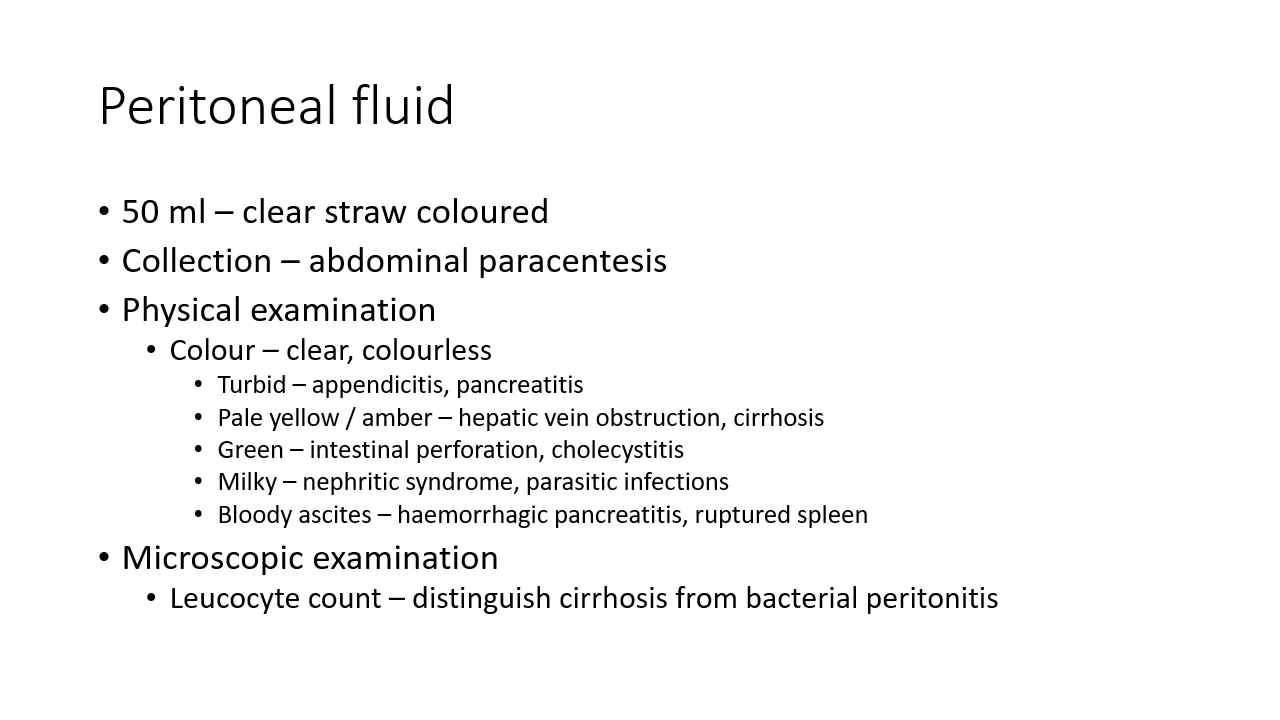 Peritoneal fluid
• 50 ml – clear straw coloured
• Collection – abdominal paracentesis
• Physical examination
• Colour – clear, colourless
• Turbid – appendicitis, pancreatitis
• Pale yellow / amber – hepatic vein obstruction, cirrhosis
• Green – intestinal perforation, cholecystitis
• Milky – nephritic syndrome, parasitic infections
• Bloody ascites – haemorrhagic pancreatitis, ruptured spleen
• Microscopic examination
• Leucocyte count – distinguish cirrhosis from bacterial peritonitis